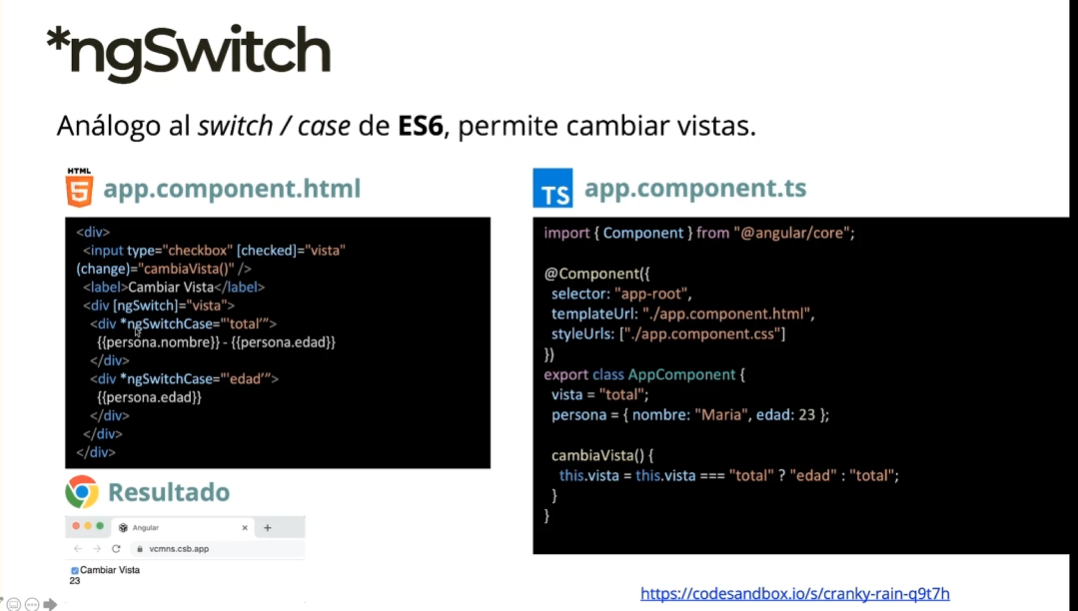 *ngSwitch
Análogo al switch / case de ES6, permite cambiar vistas.
HTML
5
app.component.html
<div>
<input type="checkbox" [checked]="vista"
(change)="cambiaVista()" />
<label>Cambiar Vista</label>
<div [ngSwitch]="vista">
<div *ngSwitchCase="'total'">
{{persona.nombre}} - {{persona.edad}}
</div>
<div *ngSwitchCase="'edad'">
{{persona.edad}}
</div>
</div>
</div>
Resultado
Angular
vcmns.csb.app
Cambiar Vista
23
TS
app.component.ts
import { Component } from "@angular/core";
@Component({
selector: "app-root",
templateUrl: "./app.component.html",
styleUrls: ["./app.component.css"]
})
export class AppComponent {
vista = "total";
persona = { nombre: "Maria", edad: 23 };
cambiaVista() {
this.vista = this.vista === "total" ? "edad" : "total";
}
}
https://codesandbox.io/s/cranky-rain-q9t7h